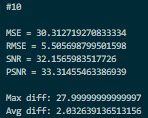 #10
MSE = 30.312719270833334
RMSE = 5.505698799501598
SNR = 32.1565983517726
PSNR = 33.31455463386939
Max diff: 27.99999999999997
Avg diff: 2.032639136513156